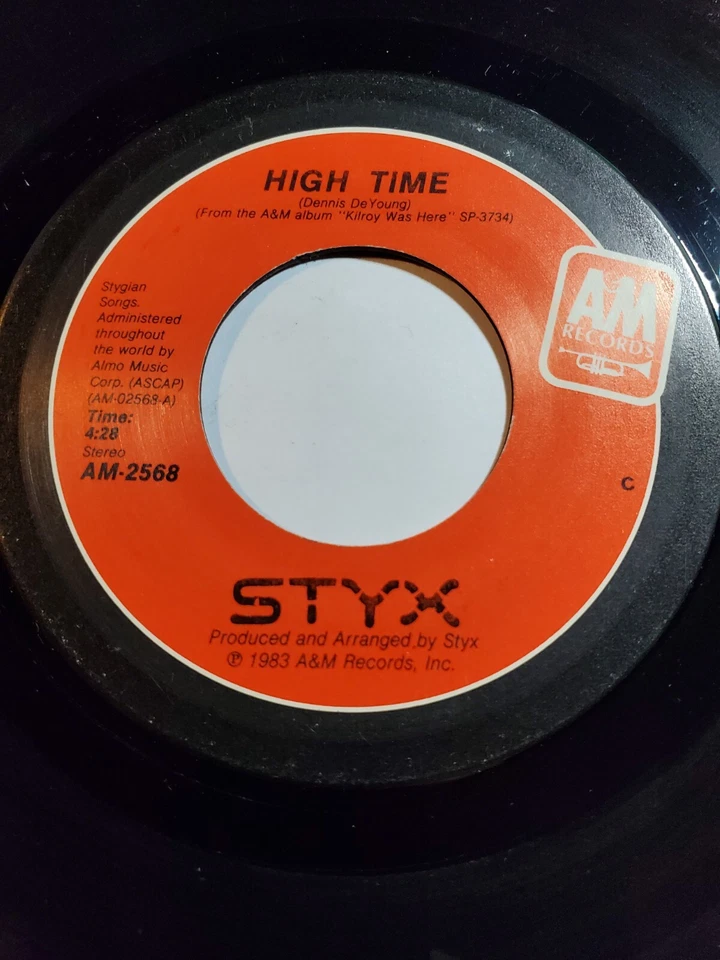 HIGH TIME
(Dennis DeYoung)
(From the A&M album "Kilroy Was Here" SP-3734)
A&M
RECORDS
Stygian
Songs.
Administered
throughout
the world by
Almo Music
Corp. (ASCAP)
(AM-02568-A)
Time:
4:28
Stereo
AM-2568
C
STYX
Produced and Arranged by Styx
℗ 1983 A&M Records, Inc.